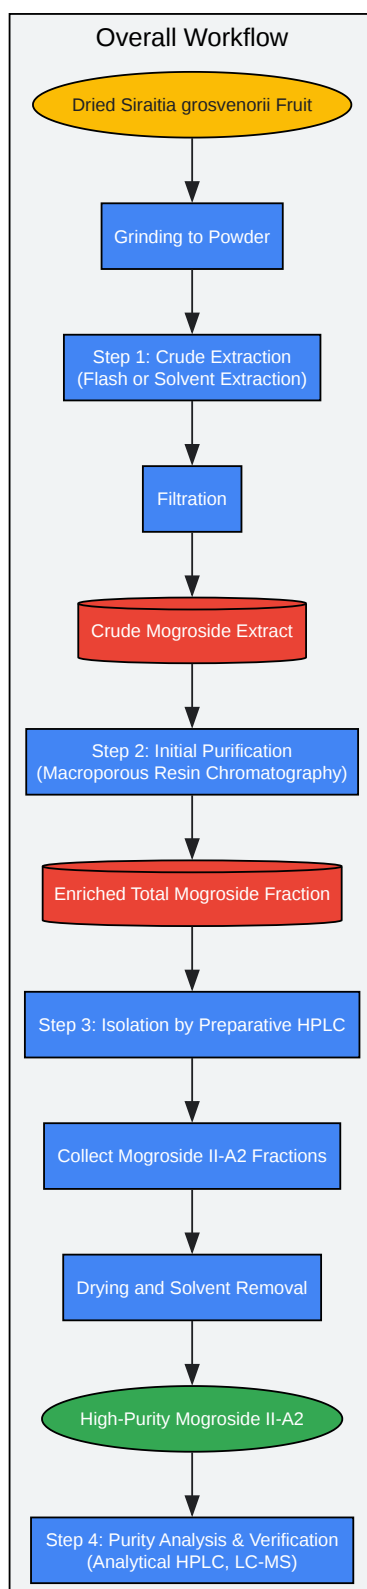 Overall Workflow
Dried Siraitia grosvenorii Fruit
Grinding to Powder
Step 1: Crude Extraction
(Flash or Solvent Extraction)
Filtration
Crude Mogroside Extract
Step 2: Initial Purification
(Macroporous Resin Chromatography)
Enriched Total Mogroside Fraction
Step 3: Isolation by Preparative HPLC
Collect Mogroside II-A2 Fractions
Drying and Solvent Removal
High-Purity Mogroside II-A2
Step 4: Purity Analysis & Verification
(Analytical HPLC, LC-MS)